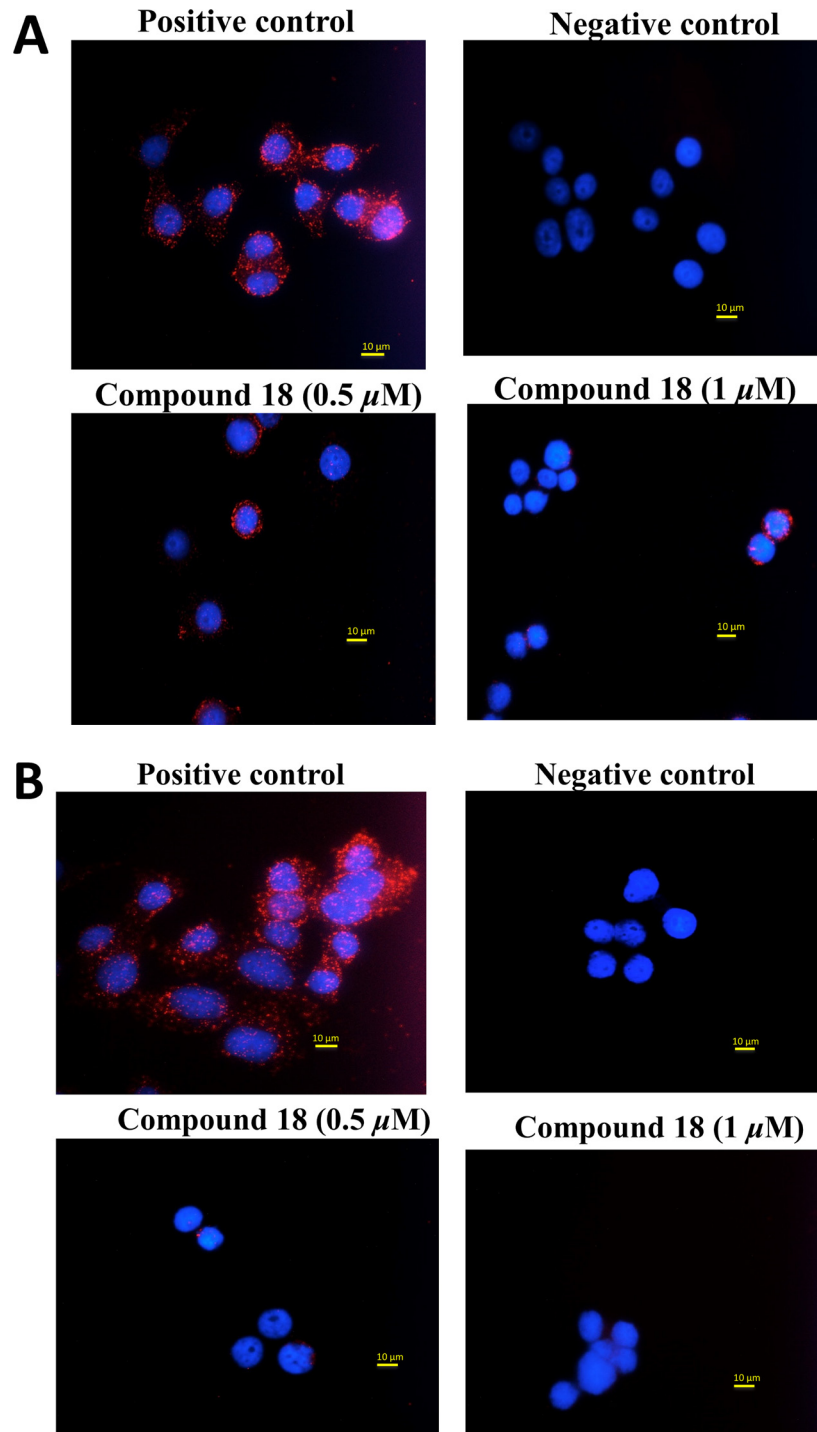 A
Positive control
Negative control
10 µm
10 µm
Compound 18 (0.5 µM)
Compound 18 (1 µM)
10 µm
10 µm
B
Positive control
Negative control
10 µm
10 µm
Compound 18 (0.5 µM)
Compound 18 (1 µM)
10 µm
10 µm